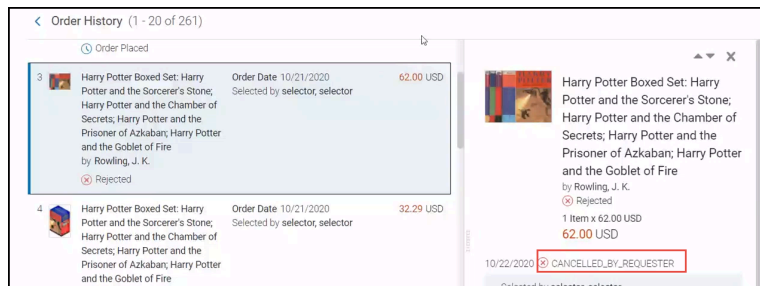 Order History (1 - 20 of 261)
Order Placed
3
Harry Potter Boxed Set: Harry
Potter and the Sorcerer's Stone;
Harry Potter and the Chamber of
Secrets; Harry Potter and the
Prisoner of Azkaban; Harry Potter
and the Goblet of Fire
by Rowling, J. K.
Rejected
Order Date 10/21/2020
Selected by selector, selector
62.00 USD
4
Harry Potter Boxed Set: Harry
Potter and the Sorcerer's Stone;
Harry Potter and the Chamber of
Secrets; Harry Potter and the
Prisoner of Azkaban; Harry Potter
and the Goblet of Fire
Order Date 10/21/2020
Selected by selector, selector
32.29 USD
Harry Potter Boxed Set: Harry
Potter and the Sorcerer's Stone;
Harry Potter and the Chamber of
Secrets; Harry Potter and the
Prisoner of Azkaban; Harry Potter
and the Goblet of Fire
by Rowling, J. K.
Rejected
1 Item x 62.00 USD
62.00 USD
10/22/2020 CANCELLED_BY_REQUESTER
Selected by selector, selector